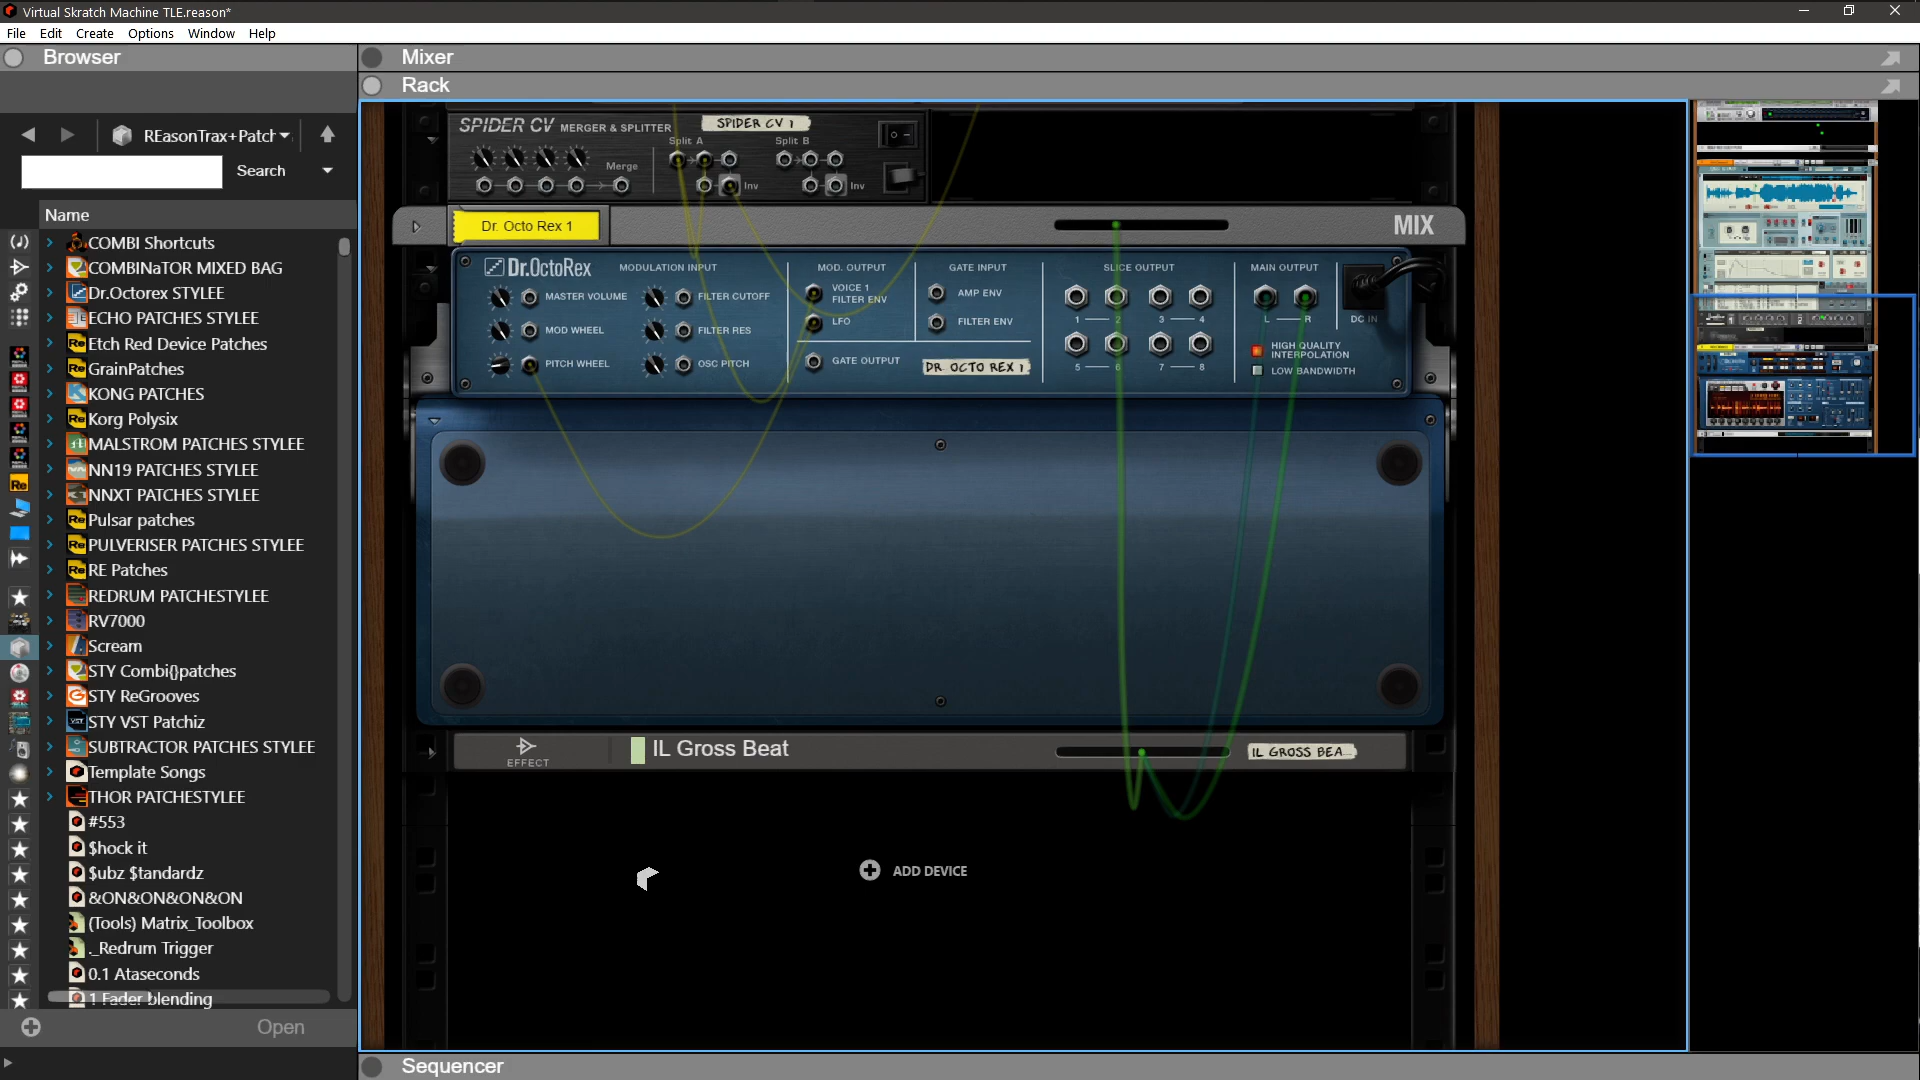 Virtual Skratch Machine TLE.reason*
File Edit Create Options Window Help
Browser
Mixer
Rack
REasonTrax+Patch
Search
Name
COMBI Shortcuts
COMBINaTOR MIXED BAG
Dr.Octorex STYLEE
ECHO PATCHES STYLEE
Etch Red Device Patches
GrainPatches
KONG PATCHES
Korg Polysix
MALSTROM PATCHES STYLEE
NN19 PATCHES STYLEE
NNXT PATCHES STYLEE
Pulsar patches
PULVERISER PATCHES STYLEE
RE Patches
REDRUM PATCHESTYLEE
RV7000
Scream
STY Combi{}patches
STY ReGrooves
STY VST Patchiz
SUBTRACTOR PATCHES STYLEE
Template Songs
THOR PATCHESTYLEE
#553
$hock it
$ubz $tandardz
&ON&ON&ON&ON
(Tools) Matrix_Toolbox
._Redrum Trigger
0.1 Ataseconds
1 Fader blending
Open
SPIDER CV MERGER & SPLITTER
SPIDER CV 1
Split A
Split B
Merge
Inv
Inv
Dr. Octo Rex 1
MIX
Dr.OctoRex
MODULATION INPUT
MASTER VOLUME
FILTER CUTOFF
MOD WHEEL
FILTER RES
PITCH WHEEL
OSC PITCH
MOD. OUTPUT
VOICE 1
FILTER ENV
LFO
GATE OUTPUT
GATE INPUT
AMP ENV
FILTER ENV
DR OCTO REX 1
SLICE OUTPUT
1 2 3 4
5 6 7 8
MAIN OUTPUT
L R
DC IN
HIGH QUALITY
INTERPOLATION
LOW BANDWIDTH
EFFECT
IL Gross Beat
IL GROSS BEA...
ADD DEVICE
Sequencer